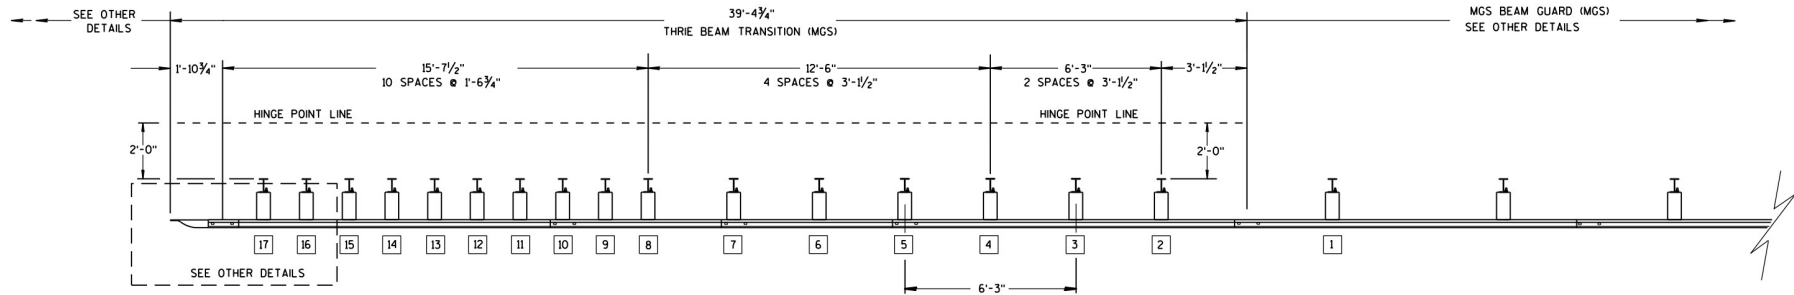 SEE OTHER
DETAILS
39'-4¾"
THRIE BEAM TRANSITION (MGS)
MGS BEAM GUARD (MGS)
SEE OTHER DETAILS
1'-10¾"
15'-7½"
10 SPACES @ 1'-6¾"
12'-6"
4 SPACES @ 3'-1½"
6'-3"
2 SPACES @ 3'-1½"
3'-1½"
HINGE POINT LINE
HINGE POINT LINE
2'-0"
2'-0"
17 16 15 14 13 12 11 10 9 8 7 6 5 4 3 2 1
SEE OTHER DETAILS
6'-3"